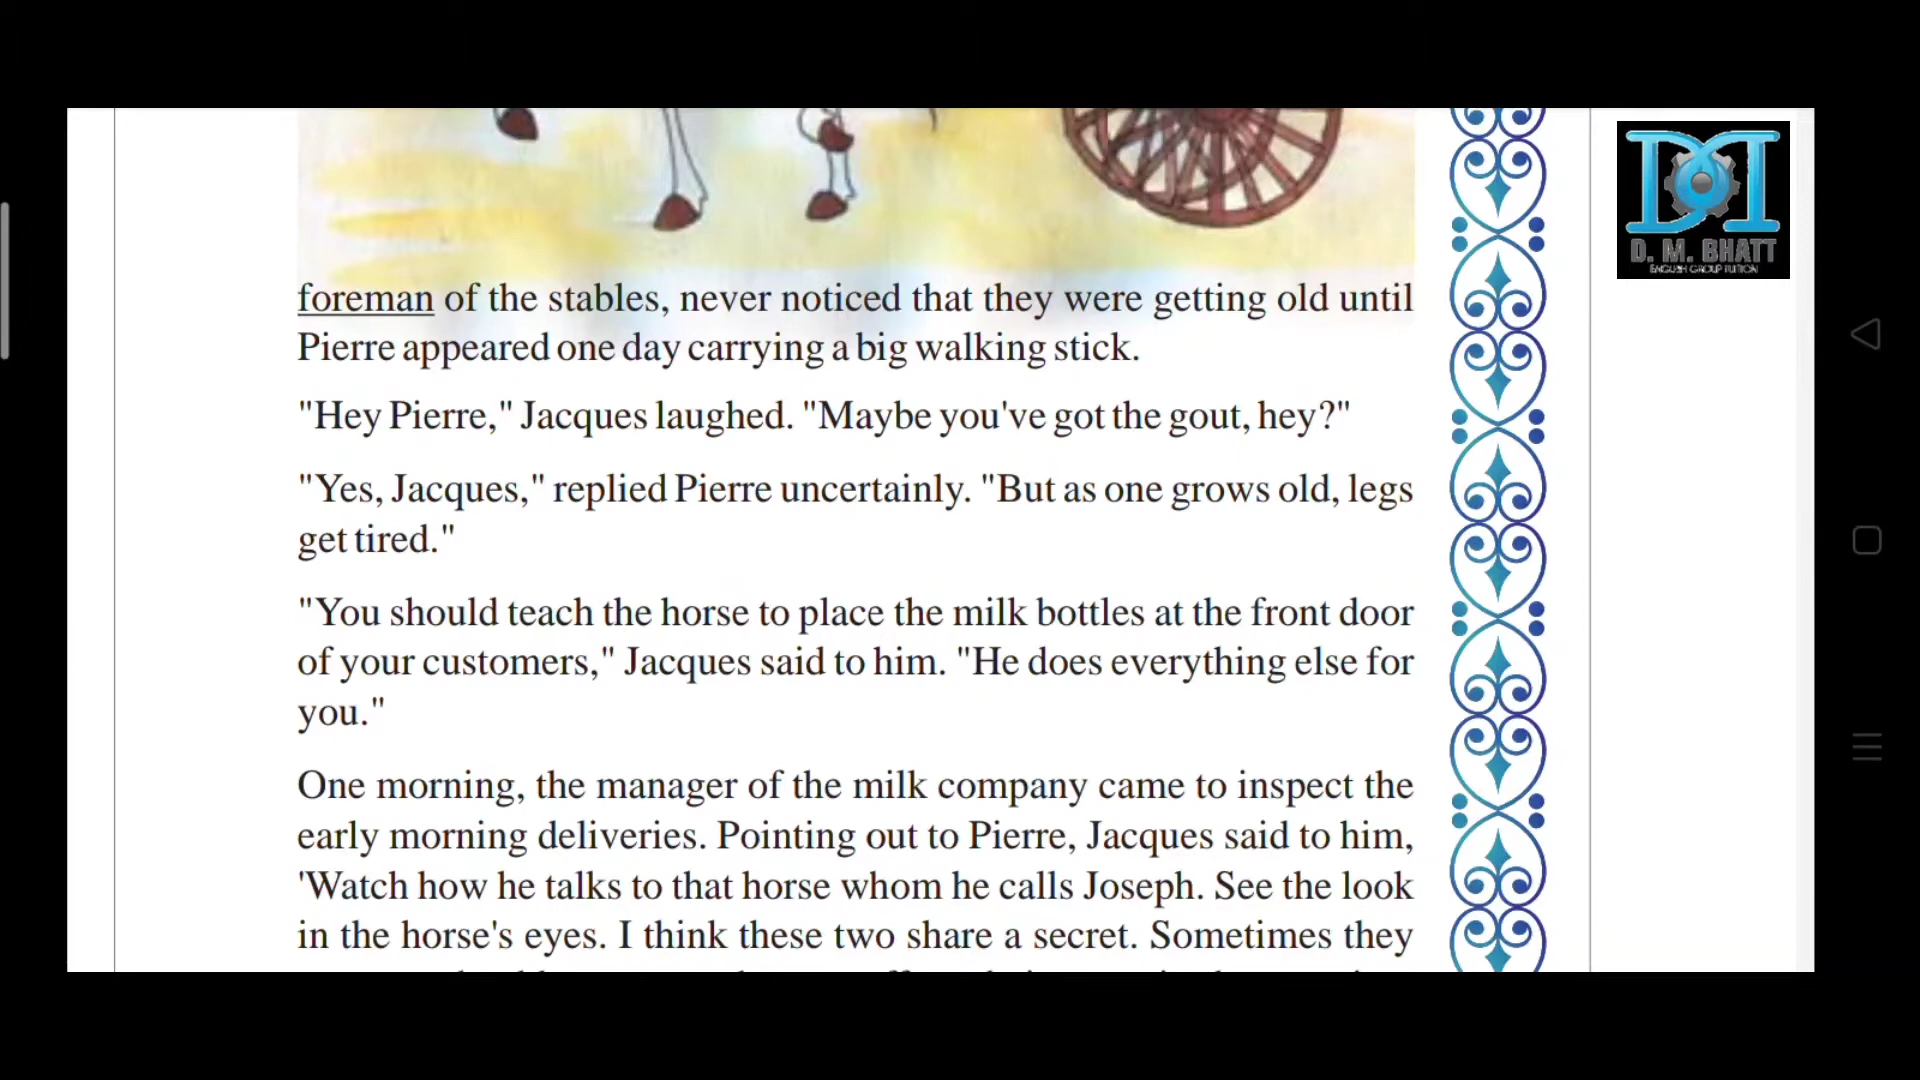 D. M. BHATT
ENGLISH GROUP TUITION
foreman of the stables, never noticed that they were getting old until
Pierre appeared one day carrying a big walking stick.
"Hey Pierre," Jacques laughed. "Maybe you've got the gout, hey?"
"Yes, Jacques," replied Pierre uncertainly. "But as one grows old, legs
get tired."
"You should teach the horse to place the milk bottles at the front door
of your customers," Jacques said to him. "He does everything else for
you."
One morning, the manager of the milk company came to inspect the
early morning deliveries. Pointing out to Pierre, Jacques said to him,
'Watch how he talks to that horse whom he calls Joseph. See the look
in the horse's eyes. I think these two share a secret. Sometimes they